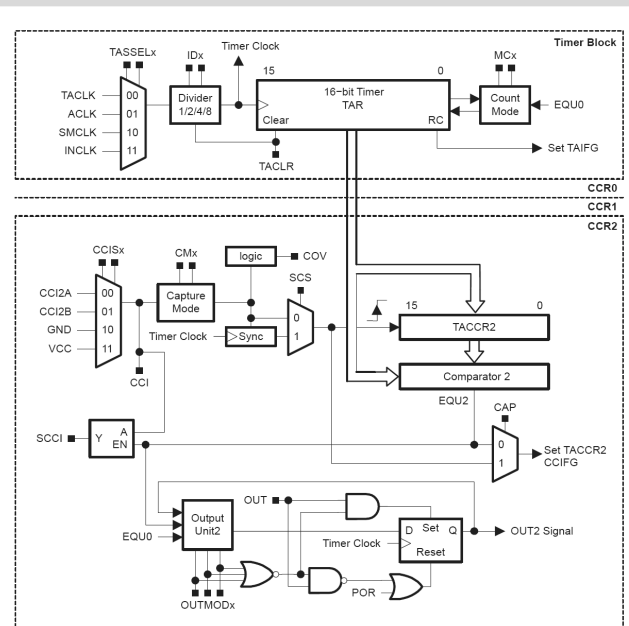 Timer Block
TASSELx
IDx
Timer Clock
MCx
15
0
TACLK
00
ACLK
01
SMCLK
10
INCLK
11
Divider
1/2/4/8
16−bit Timer
TAR
Clear
RC
Count
Mode
EQU0
TACLR
Set TAIFG
CCR0
CCR1
CCR2
CCISx
CMx
logic
COV
SCS
CCI2A
00
CCI2B
01
GND
10
VCC
11
Capture
Mode
Timer Clock
Sync
0
1
15
0
TACCR2
Comparator 2
CCI
EQU2
CAP
SCCI
Y
A
EN
0
1
Set TACCR2
CCIFG
OUT
Output
Unit2
EQU0
D
Set
Q
Timer Clock
Reset
OUT2 Signal
POR
OUTMODx